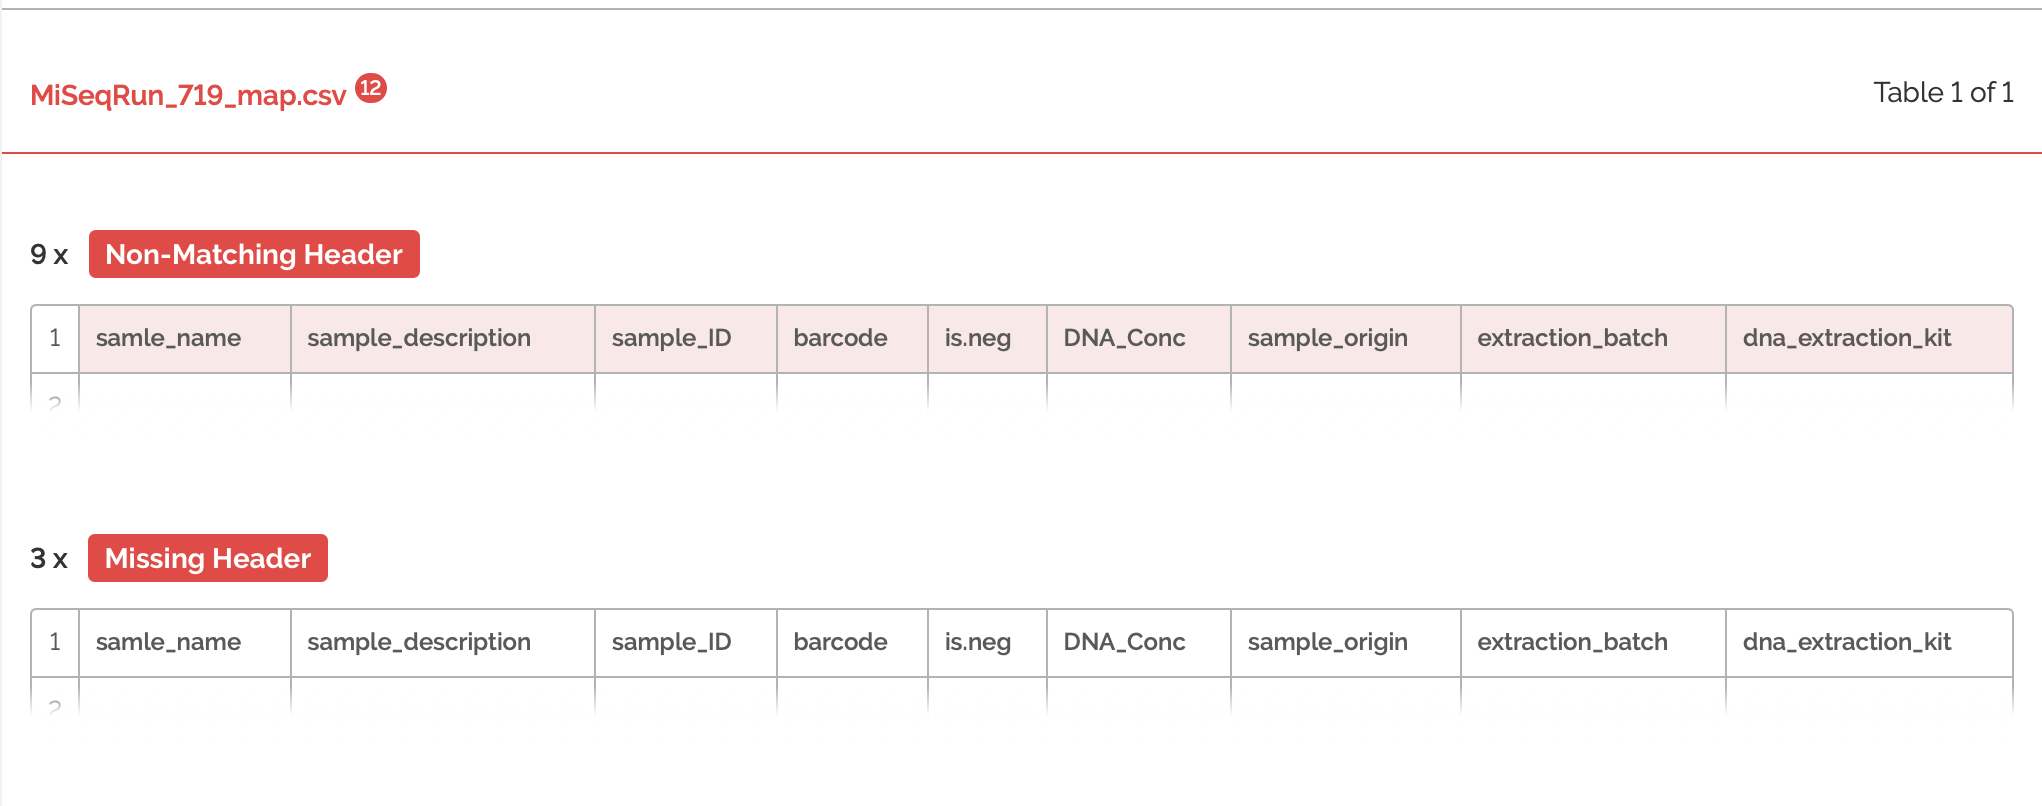 MiSeqRun_719_map.csv 12
Table 1 of 1
9 x Non-Matching Header
1 samle_name sample_description sample_ID barcode is.neg DNA_Conc sample_origin extraction_batch dna_extraction_kit
2
3 x Missing Header
1 samle_name sample_description sample_ID barcode is.neg DNA_Conc sample_origin extraction_batch dna_extraction_kit
2